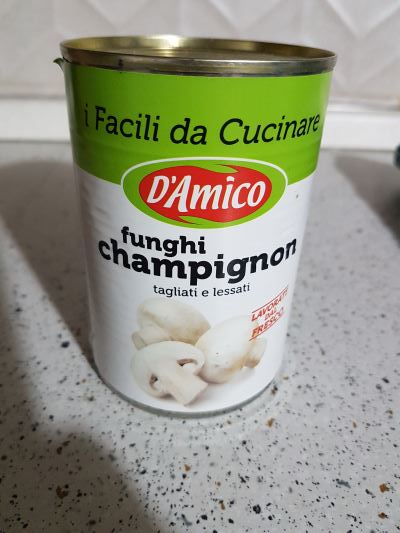 i Facili da Cucinare
D'Amico
funghi
champignon
tagliati e lessati
LAVORATI
DAL
FRESCO